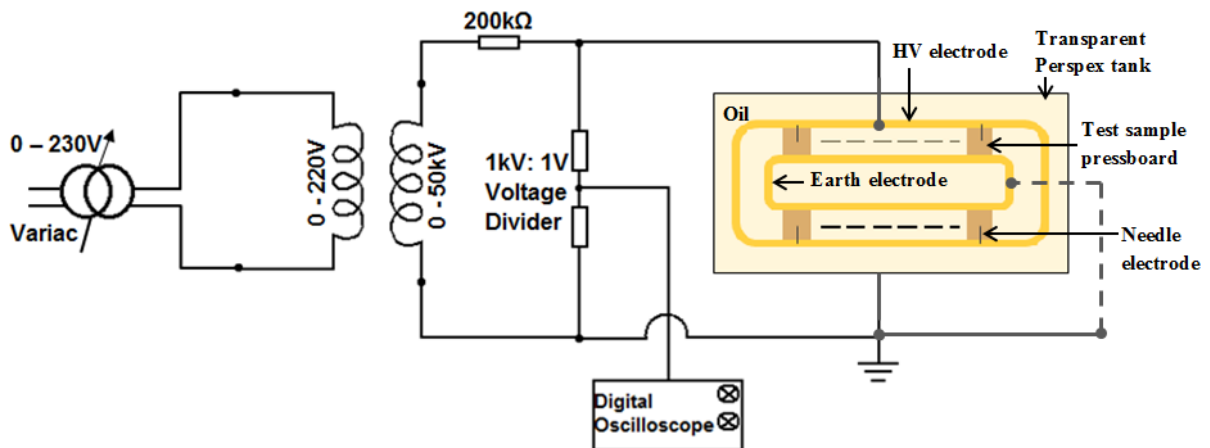 200kΩ
0 – 230V
Variac
0 - 220V
0 - 50kV
1kV: 1V
Voltage
Divider
Digital
Oscilloscope
HV electrode
Transparent
Perspex tank
Oil
Test sample
pressboard
Earth electrode
Needle
electrode